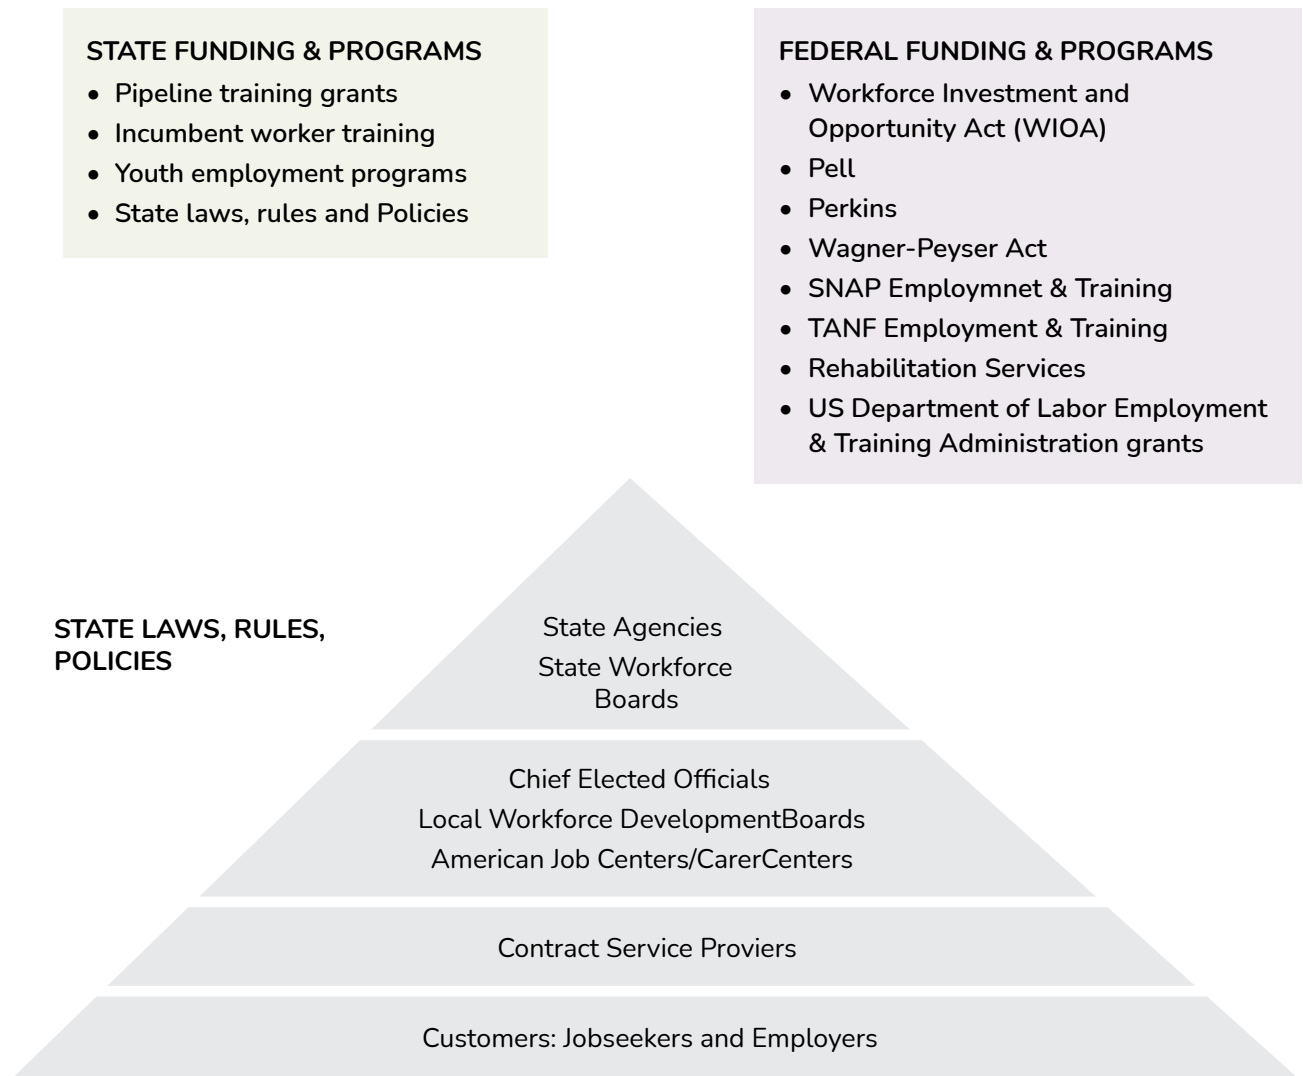 STATE FUNDING & PROGRAMS
• Pipeline training grants
• Incumbent worker training
• Youth employment programs
• State laws, rules and Policies
FEDERAL FUNDING & PROGRAMS
• Workforce Investment and
Opportunity Act (WIOA)
• Pell
• Perkins
• Wagner-Peyser Act
• SNAP Employmnet & Training
• TANF Employment & Training
• Rehabilitation Services
• US Department of Labor Employment
& Training Administration grants
STATE LAWS, RULES,
POLICIES
State Agencies
State Workforce
Boards
Chief Elected Officials
Local Workforce DevelopmentBoards
American Job Centers/CarerCenters
Contract Service Proviers
Customers: Jobseekers and Employers